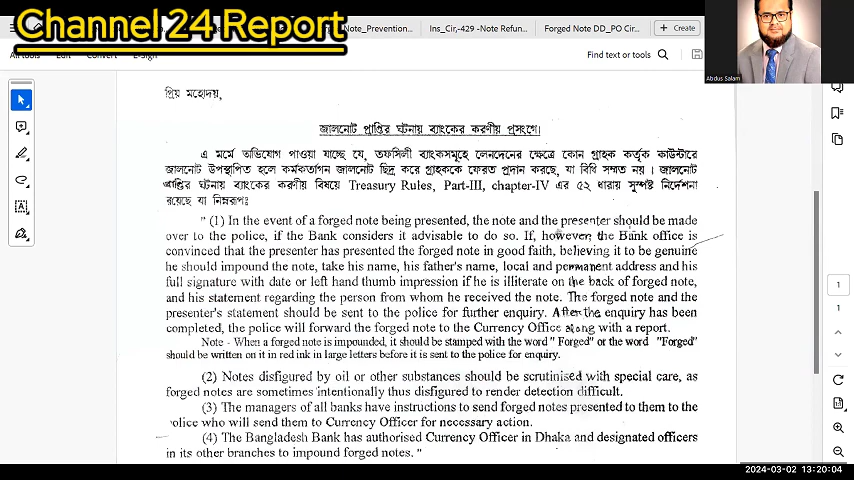 Channel 24 Report
Note_Prevention...
Ins_Cir,-429 -Note Refun...
Forged Note DD_PO Cir...
+ Create
All tools Edit Convert E-Sign
Find text or tools
Abdus Salam
প্রিয় মহোদয়,
জালনোট প্রাপ্তির ঘটনায় ব্যাংকের করণীয় প্রসংগে।
এ মর্মে অভিযোগ পাওয়া যাচ্ছে যে, তফসিলী ব্যাংকসমূহে লেনদেনের ক্ষেত্রে কোন গ্রাহক কর্তৃক কাউন্টারে
জালনোট উপস্থাপিত হলে কর্মকর্তাগন জালনোট ছিদ্র করে গ্রাহককে ফেরত প্রদান করছে, যা বিধি সম্মত নয়। জালনোট
প্রাপ্তির ঘটনায় ব্যাংকের করণীয় বিষয়ে Treasury Rules, Part-III, chapter-IV এর ৫২ ধারায় সুস্পষ্ট নির্দেশনা
রয়েছে যা নিম্নরূপঃ
" (1) In the event of a forged note being presented, the note and the presenter should be made
over to the police, if the Bank considers it advisable to do so. If, however, the Bank office is
convinced that the presenter has presented the forged note in good faith, believing it to be genuine
he should impound the note, take his name, his father's name, local and permanent address and his
full signature with date or left hand thumb impression if he is illiterate on the back of forged note,
and his statement regarding the person from whom he received the note. The forged note and the
presenter's statement should be sent to the police for further enquiry. After the enquiry has been
completed, the police will forward the forged note to the Currency Office along with a report.
Note - When a forged note is impounded, it should be stamped with the word " Forged" or the word "Forged"
should be written on it in red ink in large letters before it is sent to the police for enquiry.
(2) Notes disfigured by oil or other substances should be scrutinised with special care, as
forged notes are sometimes intentionally thus disfigured to render detection difficult.
(3) The managers of all banks have instructions to send forged notes presented to them to the
police who will send them to Currency Officer for necessary action.
(4) The Bangladesh Bank has authorised Currency Officer in Dhaka and designated officers
in its other branches to impound forged notes. "
1
1
2024-03-02 13:20:04